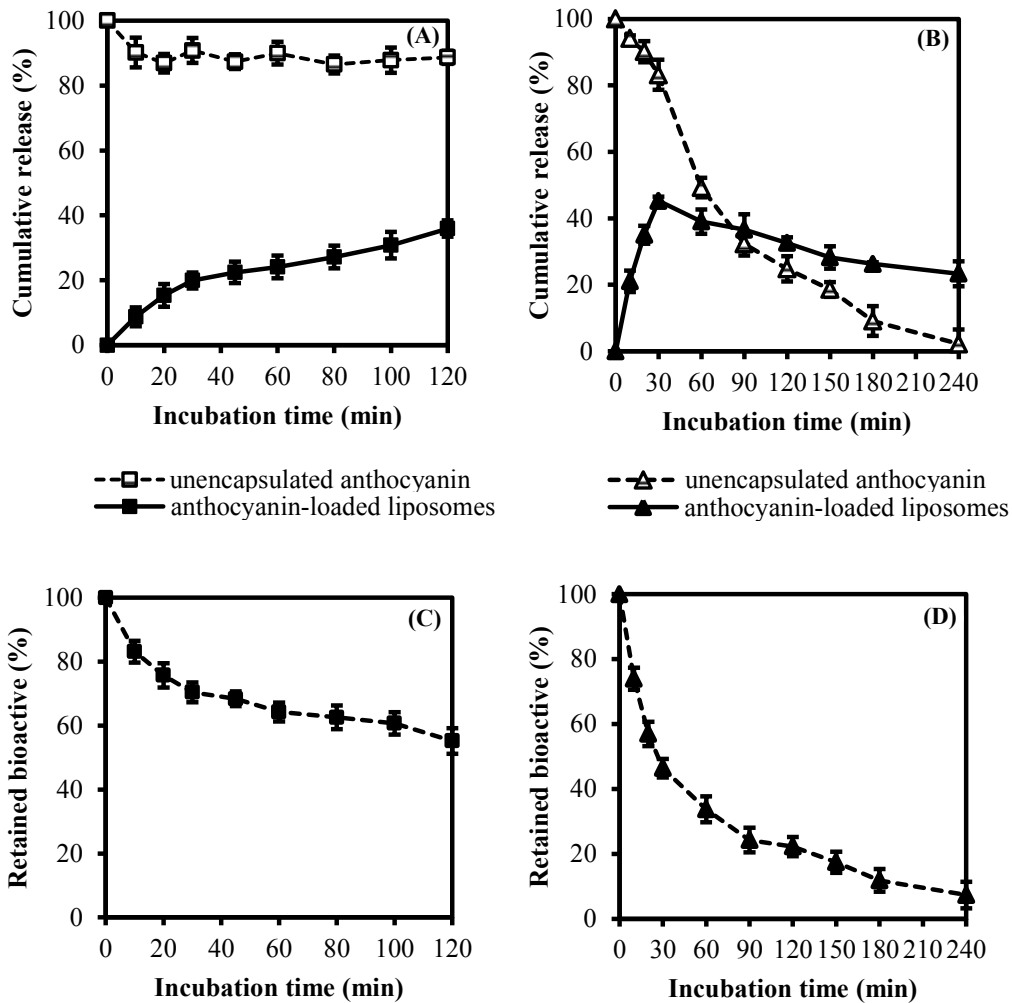 (A)
Cumulative release (%)
100
80
60
40
20
0
0 20 40 60 80 100 120
Incubation time (min)
unencapsulated anthocyanin
anthocyanin-loaded liposomes
(B)
Cumulative release (%)
100
80
60
40
20
0
0 30 60 90 120 150 180 210 240
Incubation time (min)
unencapsulated anthocyanin
anthocyanin-loaded liposomes
(C)
Retained bioactive (%)
100
80
60
40
20
0
0 20 40 60 80 100 120
Incubation time (min)
(D)
Retained bioactive (%)
100
80
60
40
20
0
0 30 60 90 120 150 180 210 240
Incubation time (min)